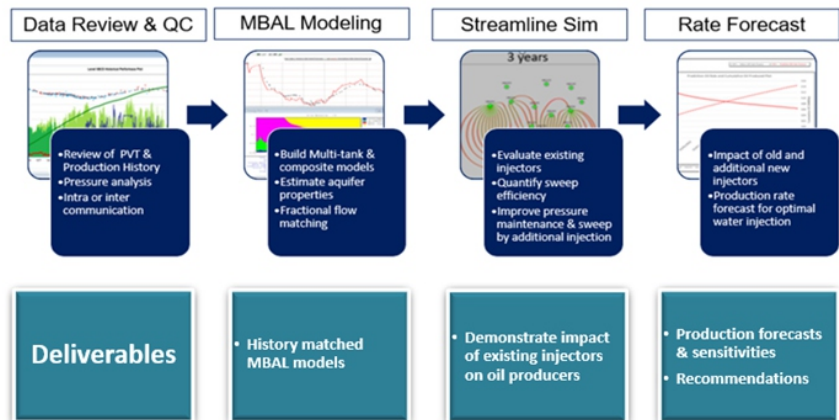 Data Review & QC
MBAL Modeling
Streamline Sim
Rate Forecast
3 years
•Review of PVT &
Production History
•Pressure analysis
•Intra or inter
communication
•Build Multi-tank &
composite models
•Estimate aquifer
properties
•Fractional flow
matching
•Evaluate existing
injectors
•Quantify sweep
efficiency
•Improve pressure
maintenance & sweep
by additional injection
•Impact of old and
additional new
injectors
•Production rate
forecast for optimal
water injection
Deliverables
• History matched
MBAL models
• Demonstrate impact
of existing injectors
on oil producers
• Production forecasts
& sensitivities
• Recommendations